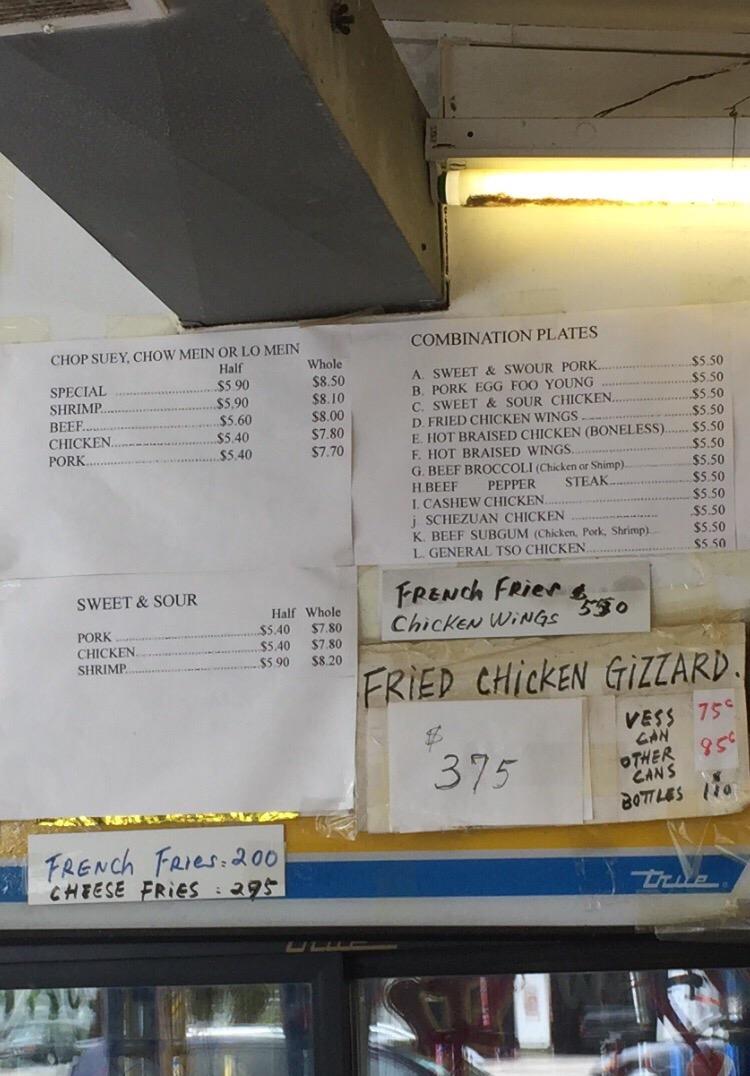 CHOP SUEY, CHOW MEIN OR LO MEIN
Half Whole
SPECIAL ........................$5.90 $8.50
SHRIMP...........................$5.90 $8.10
BEEF................................$5.60 $8.00
CHICKEN........................$5.40 $7.80
PORK..............................$5.40 $7.70
COMBINATION PLATES
A. SWEET & SWOUR PORK......................$5.50
B. PORK EGG FOO YOUNG ......................$5.50
C. SWEET & SOUR CHICKEN...................$5.50
D. FRIED CHICKEN WINGS .......................$5.50
E. HOT BRAISED CHICKEN (BONELESS)......$5.50
F. HOT BRAISED WINGS.........................$5.50
G. BEEF BROCCOLI (Chicken or Shimp)...................$5.50
H.BEEF PEPPER STEAK....................$5.50
I. CASHEW CHICKEN...............................$5.50
j SCHEZUAN CHICKEN .....................$5.50
K. BEEF SUBGUM (Chicken, Pork, Shrimp)...............$5.50
L. GENERAL TSO CHICKEN.......................$5.50
SWEET & SOUR
Half Whole
PORK ................................$5.40 $7.80
CHICKEN...........................$5.40 $7.80
SHRIMP..............................$5 90 $8.20
FRENCH FRIES $
CHICKEN WINGS
FRIED CHICKEN GIZZARD.
$
375
VESS CAN 75¢
OTHER CANS 85¢
BOTTLES $ 110
FRENCH FRIES: 200
CHEESE FRIES :
true
true